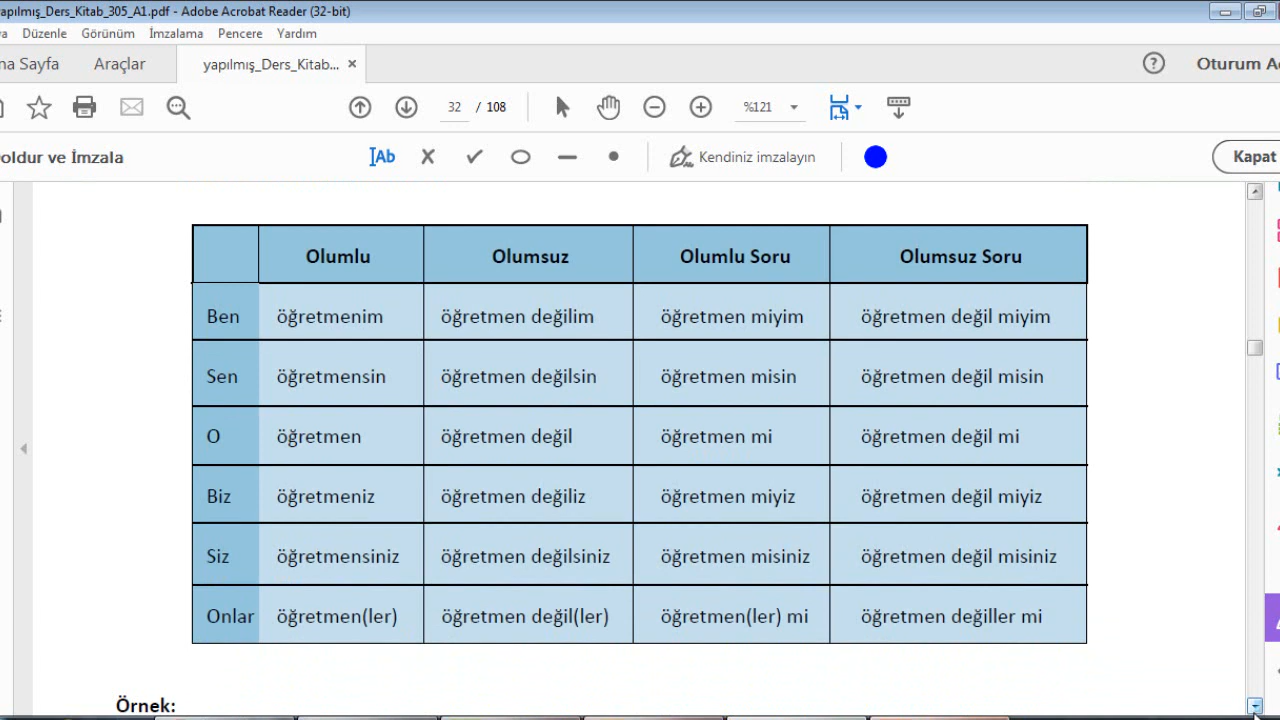 yapılmış_Ders_Kitab_305_A1.pdf - Adobe Acrobat Reader (32-bit)
Düzenle Görünüm İmzalama Pencere Yardım
Sayfa Araçlar yapılmış_Ders_Kitab... × ? Oturum
32 / 108 %121
ve İmzala Ab Kendiniz imzalayın Kapat
Olumlu Olumsuz Olumlu Soru Olumsuz Soru
Ben öğretmenim öğretmen değilim öğretmen miyim öğretmen değil miyim
Sen öğretmensin öğretmen değilsin öğretmen misin öğretmen değil misin
O öğretmen öğretmen değil öğretmen mi öğretmen değil mi
Biz öğretmeniz öğretmen değiliz öğretmen miyiz öğretmen değil miyiz
Siz öğretmensiniz öğretmen değilsiniz öğretmen misiniz öğretmen değil misiniz
Onlar öğretmen(ler) öğretmen değil(ler) öğretmen(ler) mi öğretmen değiller mi
Örnek: